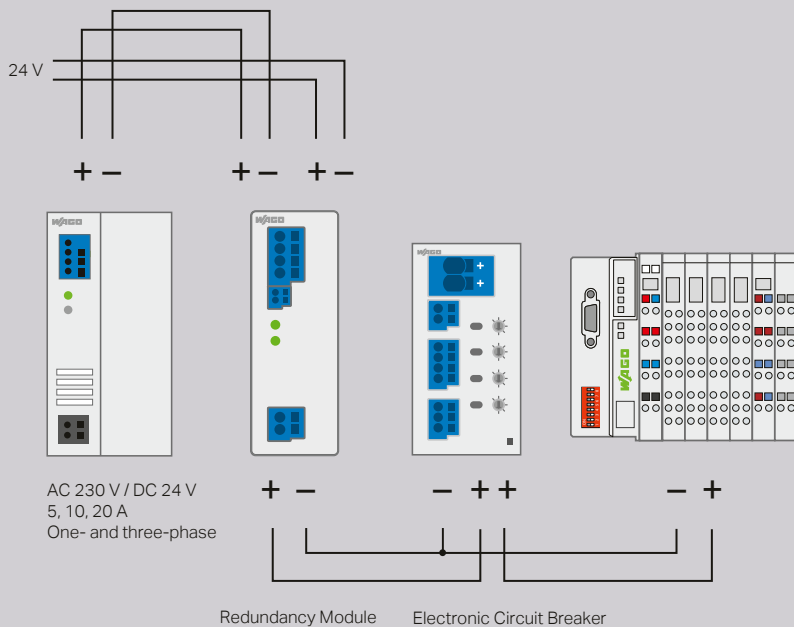 24 V
+ – + – + –
WAGO
WAGO
WAGO
+
+
WAGO
AC 230 V / DC 24 V
5, 10, 20 A
One- and three-phase
+ – – + + – +
Redundancy Module
Electronic Circuit Breaker